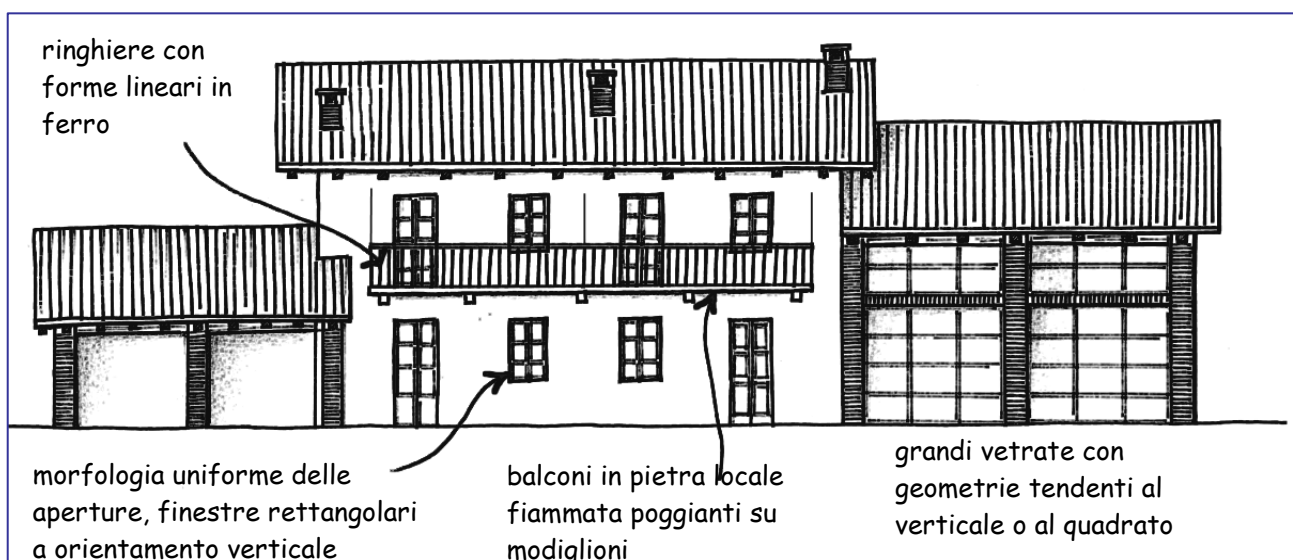 ringhiere con
forme lineari in
ferro
morfologia uniforme delle
aperture, finestre rettangolari
a orientamento verticale
balconi in pietra locale
fiammata poggianti su
modiglioni
grandi vetrate con
geometrie tendenti al
verticale o al quadrato